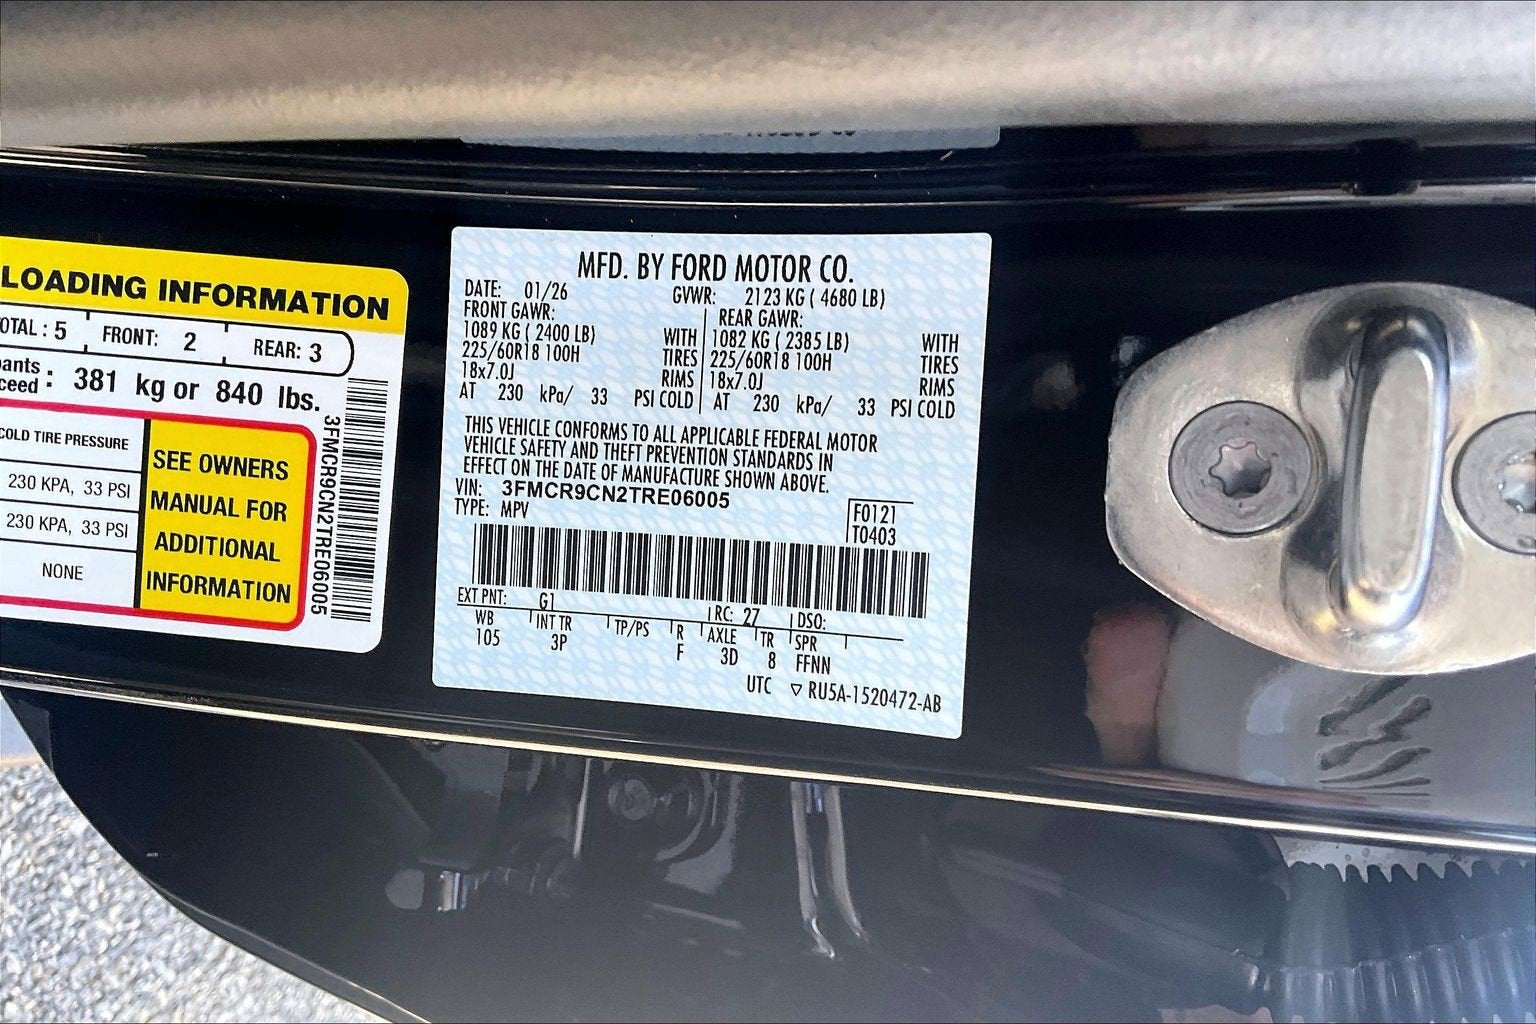 LOADING INFORMATION
OTAL : 5 FRONT: 2 REAR: 3
pants
ceed : 381 kg or 840 lbs.
COLD TIRE PRESSURE
230 KPA, 33 PSI
230 KPA, 33 PSI
NONE
SEE OWNERS
MANUAL FOR
ADDITIONAL
INFORMATION
3FMCR9CN2TRE06005
MFD. BY FORD MOTOR CO.
DATE: 01/26 GVWR: 2123 KG ( 4680 LB)
FRONT GAWR: REAR GAWR:
1089 KG ( 2400 LB) WITH 1082 KG ( 2385 LB) WITH
225/60R18 100H TIRES 225/60R18 100H TIRES
18x7.0J RIMS 18x7.0J RIMS
AT 230 kPa/ 33 PSI COLD AT 230 kPa/ 33 PSI COLD
THIS VEHICLE CONFORMS TO ALL APPLICABLE FEDERAL MOTOR
VEHICLE SAFETY AND THEFT PREVENTION STANDARDS IN
EFFECT ON THE DATE OF MANUFACTURE SHOWN ABOVE.
VIN: 3FMCR9CN2TRE06005
TYPE: MPV
F0121
T0403
EXT PNT: G1 RC: 27 DSO:
WB INT TR TP/PS R AXLE TR SPR
105 3P F 3D 8 FFNN
UTC ▽ RU5A-1520472-AB